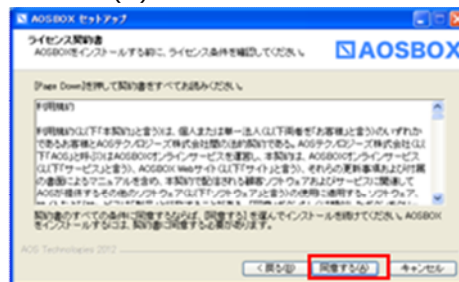 AOSBOX セットアップ
ライセンス契約書
AOSBOXをインストールする前に、ライセンス条件を確認してください。
AOSBOX
[Page Down]を押して契約書をすべてお読みください。
利用規約
利用規約(以下「本契約」と言う)は、個人または単一法人(以下両者を「お客様」と言う)のいずれか
であるお客様とAOSテクノロジーズ株式会社間の法的契約である。AOSテクノロジーズ株式会社(以
下「AOS」と呼ぶ)はAOSBOXオンラインサービスを運営し、本契約は、AOSBOXオンラインサービス
(以下「サービス」と言う)、AOSBOX Webサイト(以下「サイト」と言う)、それらの更新事項および付属
の書面によるマニュアルを含め、本契約で配信される顧客ソフトウェアおよびサービスに関連して、
AOSが提供するその他のソフトウェア(以下「ソフトウェア」と言う)の使用に適用する。ソフトウェア、
契約書のすべての条件に同意するならば、[同意する] を選んでインストールを続けてください。AOSBOX
をインストールするには、契約書に同意する必要があります。
AOS Technologies 2012
< 戻る(B)
同意する(A)
キャンセル